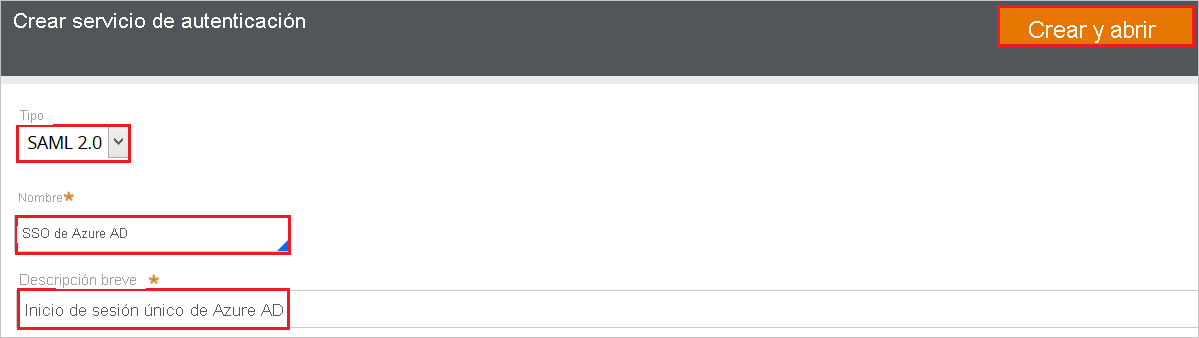 Crear servicio de autenticación
Crear y abrir
Tipo
SAML 2.0
Nombre*
SSO de Azure AD
Descripción breve *
Inicio de sesión único de Azure AD